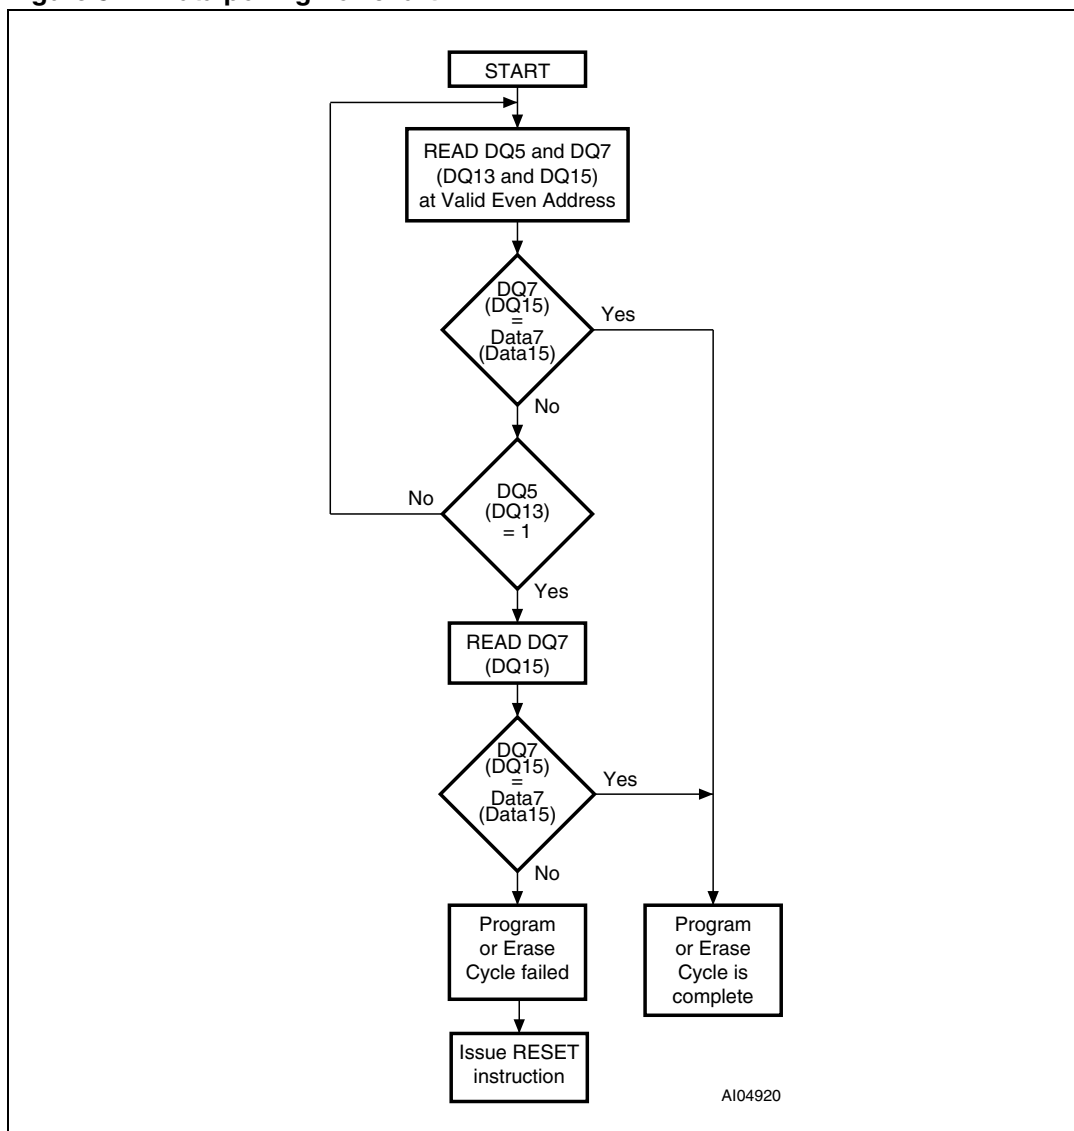 START
READ DQ5 and DQ7
(DQ13 and DQ15)
at Valid Even Address
DQ7
(DQ15)
=
Data7
(Data15)
Yes
No
DQ5
(DQ13)
= 1
No
Yes
READ DQ7
(DQ15)
DQ7
(DQ15)
=
Data7
(Data15)
Yes
No
Program
or Erase
Cycle failed
Program
or Erase
Cycle is
complete
Issue RESET
instruction
AI04920